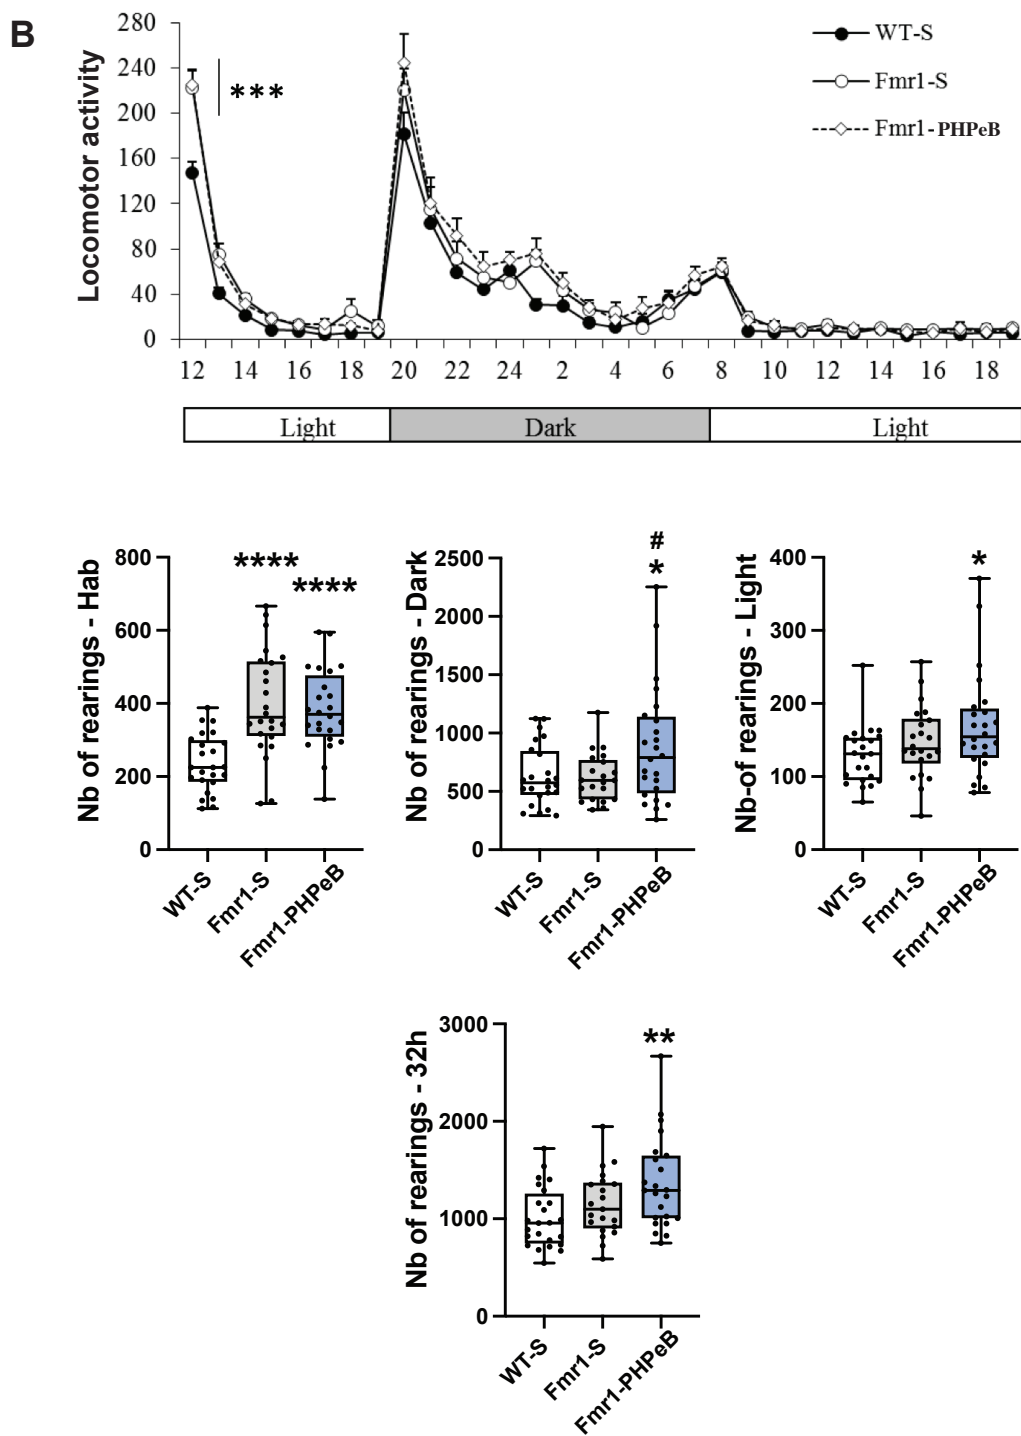 B
Locomotor activity
280
240
200
160
120
80
40
0
***
WT-S
Fmr1-S
Fmr1-PHPeB
12 14 16 18 20 22 24 2 4 6 8 10 12 14 16 18
Light Dark Light
Nb of rearings - Hab
800
600
400
200
0
****
****
WT-S
Fmr1-S
Fmr1-PHPeB
Nb of rearings - Dark
2500
2000
1500
1000
500
0
#
*
WT-S
Fmr1-S
Fmr1-PHPeB
Nb-of rearings - Light
400
300
200
100
0
*
WT-S
Fmr1-S
Fmr1-PHPeB
Nb of rearings - 32h
3000
2000
1000
0
**
WT-S
Fmr1-S
Fmr1-PHPeB